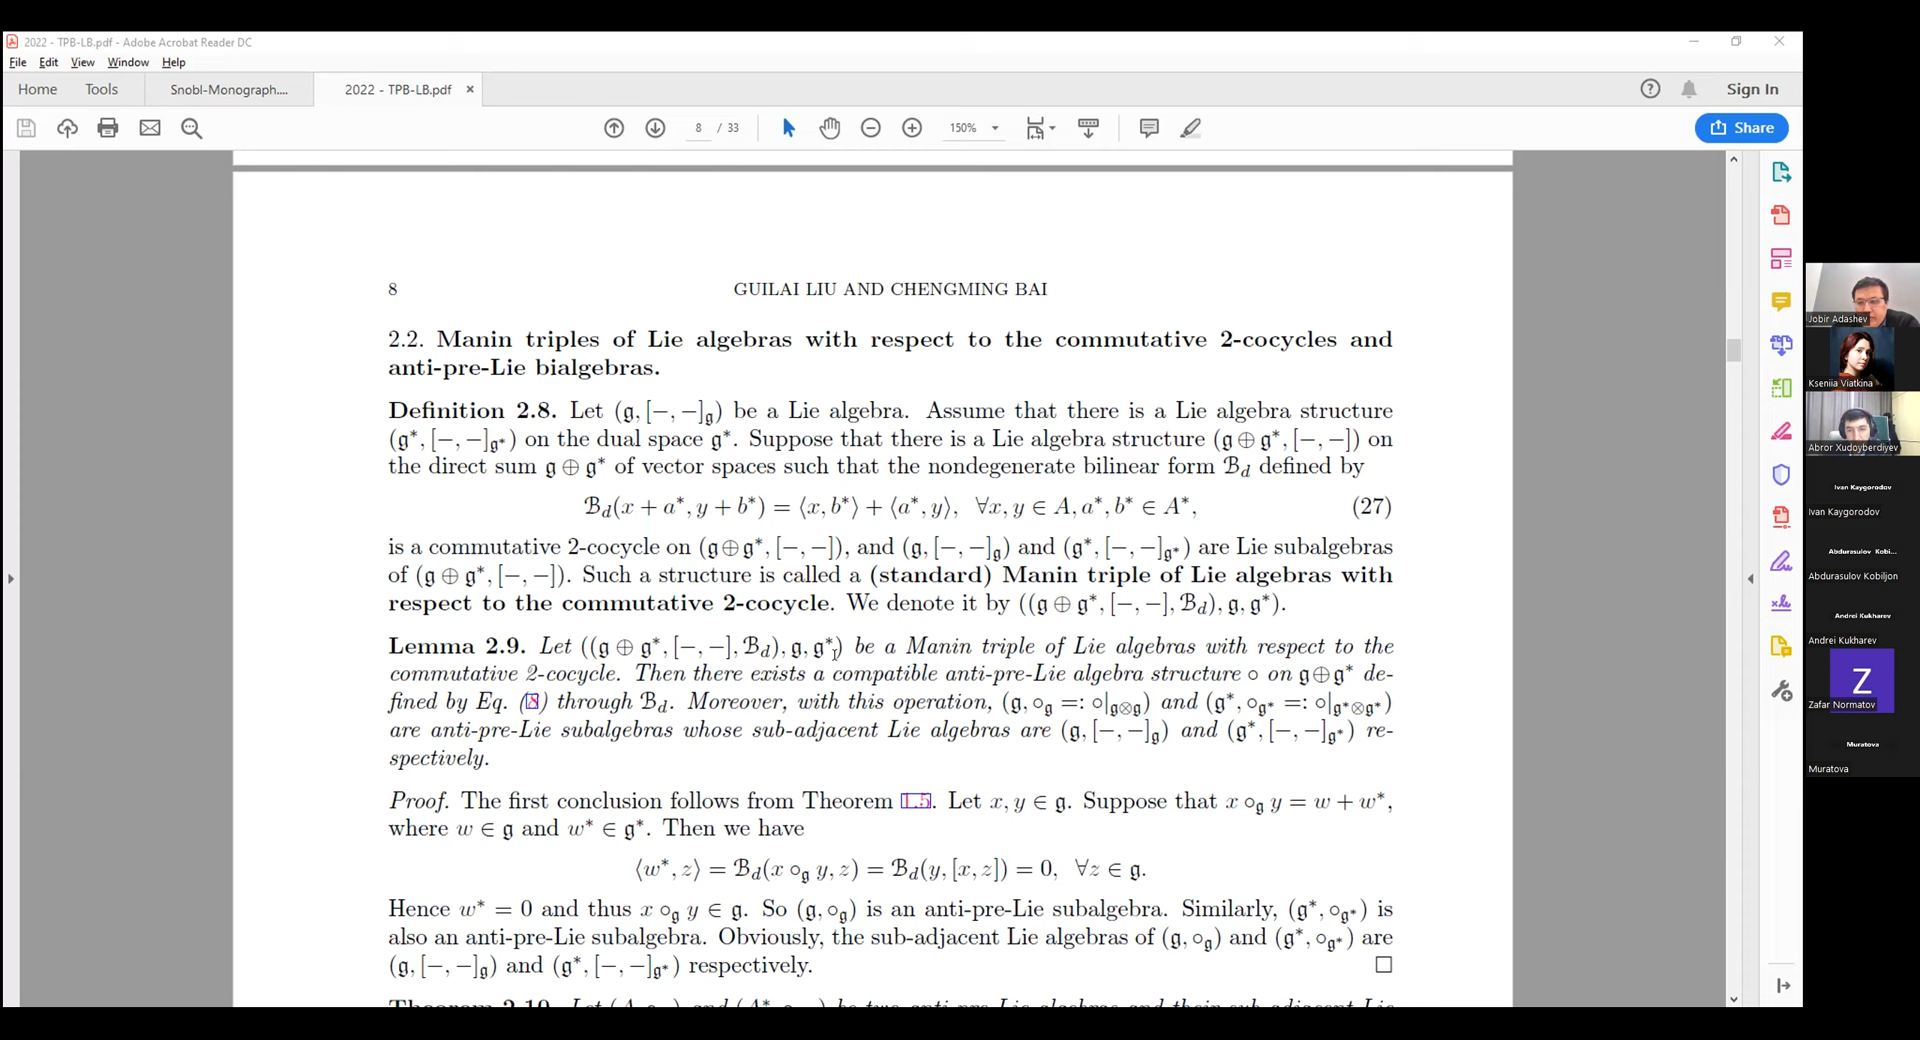 2022 - TPB-LB.pdf - Adobe Acrobat Reader DC
File Edit View Window Help
Home Tools Snobl-Monograph.... 2022 - TPB-LB.pdf × Sign In
8 / 33 150% Share
8 GUILAI LIU AND CHENGMING BAI
2.2. Manin triples of Lie algebras with respect to the commutative 2-cocycles and
anti-pre-Lie bialgebras.
Definition 2.8. Let (𝔤, [−, −]_𝔤) be a Lie algebra. Assume that there is a Lie algebra structure
(𝔤*, [−, −]_𝔤*) on the dual space 𝔤*. Suppose that there is a Lie algebra structure (𝔤 ⊕ 𝔤*, [−, −]) on
the direct sum 𝔤 ⊕ 𝔤* of vector spaces such that the nondegenerate bilinear form ℬ_d defined by
ℬ_d(x + a*, y + b*) = ⟨x, b*⟩ + ⟨a*, y⟩, ∀x, y ∈ A, a*, b* ∈ A*, (27)
is a commutative 2-cocycle on (𝔤 ⊕ 𝔤*, [−, −]), and (𝔤, [−, −]_𝔤) and (𝔤*, [−, −]_𝔤*) are Lie subalgebras
of (𝔤 ⊕ 𝔤*, [−, −]). Such a structure is called a (standard) Manin triple of Lie algebras with
respect to the commutative 2-cocycle. We denote it by ((𝔤 ⊕ 𝔤*, [−, −], ℬ_d), 𝔤, 𝔤*).
Lemma 2.9. Let ((𝔤 ⊕ 𝔤*, [−, −], ℬ_d), 𝔤, 𝔤*) be a Manin triple of Lie algebras with respect to the
commutative 2-cocycle. Then there exists a compatible anti-pre-Lie algebra structure ∘ on 𝔤 ⊕ 𝔤* de-
fined by Eq. (8) through ℬ_d. Moreover, with this operation, (𝔤, ∘_𝔤 =: ∘|_𝔤⊗𝔤) and (𝔤*, ∘_𝔤* =: ∘|_𝔤*⊗𝔤*)
are anti-pre-Lie subalgebras whose sub-adjacent Lie algebras are (𝔤, [−, −]_𝔤) and (𝔤*, [−, −]_𝔤*) re-
spectively.
Proof. The first conclusion follows from Theorem 1.5. Let x, y ∈ 𝔤. Suppose that x ∘_𝔤 y = w + w*,
where w ∈ 𝔤 and w* ∈ 𝔤*. Then we have
⟨w*, z⟩ = ℬ_d(x ∘_𝔤 y, z) = ℬ_d(y, [x, z]) = 0, ∀z ∈ 𝔤.
Hence w* = 0 and thus x ∘_𝔤 y ∈ 𝔤. So (𝔤, ∘_𝔤) is an anti-pre-Lie subalgebra. Similarly, (𝔤*, ∘_𝔤*) is
also an anti-pre-Lie subalgebra. Obviously, the sub-adjacent Lie algebras of (𝔤, ∘_𝔤) and (𝔤*, ∘_𝔤*) are
(𝔤, [−, −]_𝔤) and (𝔤*, [−, −]_𝔤*) respectively. □
Theorem 2.10. Let (A, ∘) and (A*, ∘) be two anti-pre-Lie algebras and their sub-adjacent Lie
Jobir Adashev
Kseniia Viatkina
Abror Xudoyberdiyev
Ivan Kaygorodov
Ivan Kaygorodov
Abdurasulov Kobi...
Abdurasulov Kobiljon
Andrei Kukharev
Andrei Kukharev
Z
Zafar Normatov
Muratova
Muratova